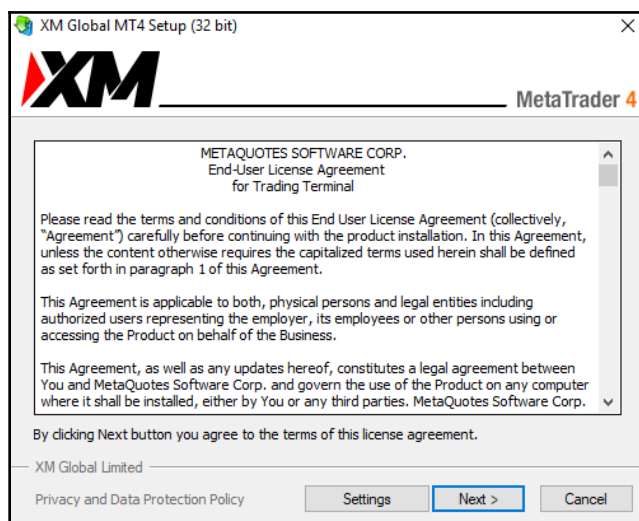 XM Global MT4 Setup (32 bit)
XM
MetaTrader 4
METAQUOTES SOFTWARE CORP.
End-User License Agreement
for Trading Terminal
Please read the terms and conditions of this End User License Agreement (collectively,
“Agreement”) carefully before continuing with the product installation. In this Agreement,
unless the content otherwise requires the capitalized terms used herein shall be defined
as set forth in paragraph 1 of this Agreement.
This Agreement is applicable to both, physical persons and legal entities including
authorized users representing the employer, its employees or other persons using or
accessing the Product on behalf of the Business.
This Agreement, as well as any updates hereof, constitutes a legal agreement between
You and MetaQuotes Software Corp. and govern the use of the Product on any computer
where it shall be installed, either by You or any third parties. MetaQuotes Software Corp.
By clicking Next button you agree to the terms of this license agreement.
XM Global Limited
Privacy and Data Protection Policy
Settings
Next >
Cancel